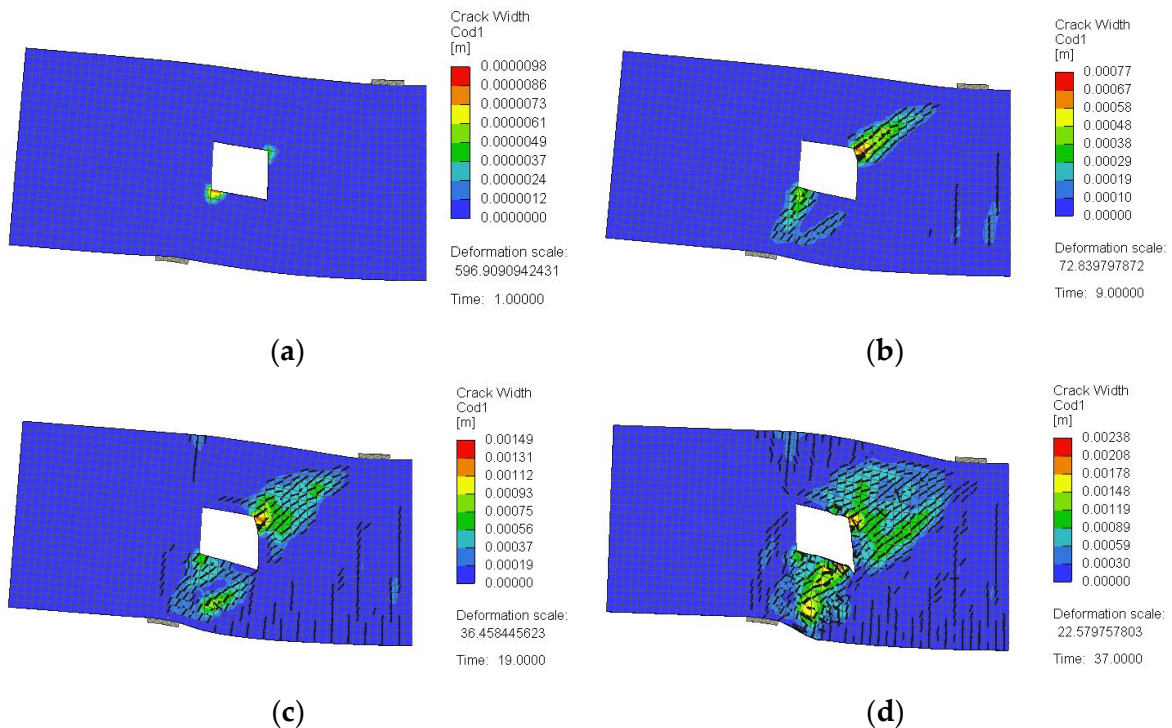 Crack Width
Cod1
[m]
0.0000098
0.0000086
0.0000073
0.0000061
0.0000049
0.0000037
0.0000024
0.0000012
0.0000000
Deformation scale:
596.9090942431
Time: 1.00000
(a)
Crack Width
Cod1
[m]
0.00077
0.00067
0.00058
0.00048
0.00038
0.00029
0.00019
0.00010
0.00000
Deformation scale:
72.839797872
Time: 9.00000
(b)
Crack Width
Cod1
[m]
0.00149
0.00131
0.00112
0.00093
0.00075
0.00056
0.00037
0.00019
0.00000
Deformation scale:
36.458445623
Time: 19.0000
(c)
Crack Width
Cod1
[m]
0.00238
0.00208
0.00178
0.00148
0.00119
0.00089
0.00059
0.00030
0.00000
Deformation scale:
22.579757803
Time: 37.0000
(d)